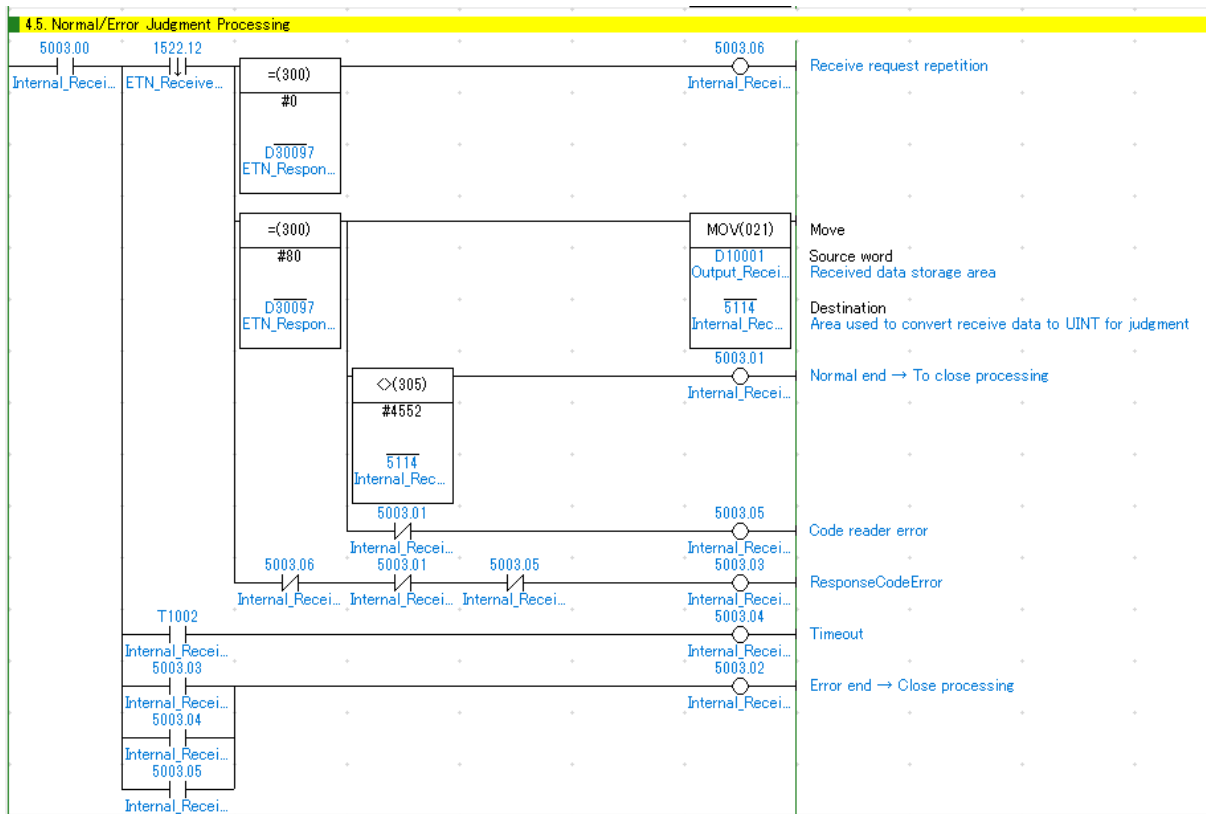 4.5. Normal/Error Judgment Processing
5003.00
1522.12
5003.06
Internal_Recei...
ETN_Receive...
=(300)
#0
D30097
ETN_Respon...
Internal_Recei...
Receive request repetition
=(300)
#80
D30097
ETN_Respon...
MOV(021)
D10001
Output_Recei...
5114
Internal_Rec...
Move
Source word
Received data storage area
Destination
Area used to convert receive data to UINT for judgment
<>(305)
#4552
5114
Internal_Rec...
5003.01
Internal_Recei...
Normal end → To close processing
5003.01
Internal_Recei...
5003.05
Internal_Recei...
Code reader error
5003.06
Internal_Recei...
5003.01
Internal_Recei...
5003.05
Internal_Recei...
5003.03
Internal_Recei...
ResponseCodeError
T1002
Internal_Recei...
5003.04
Internal_Recei...
Timeout
5003.03
Internal_Recei...
5003.02
Internal_Recei...
Error end → Close processing
5003.04
Internal_Recei...
5003.05
Internal_Recei...